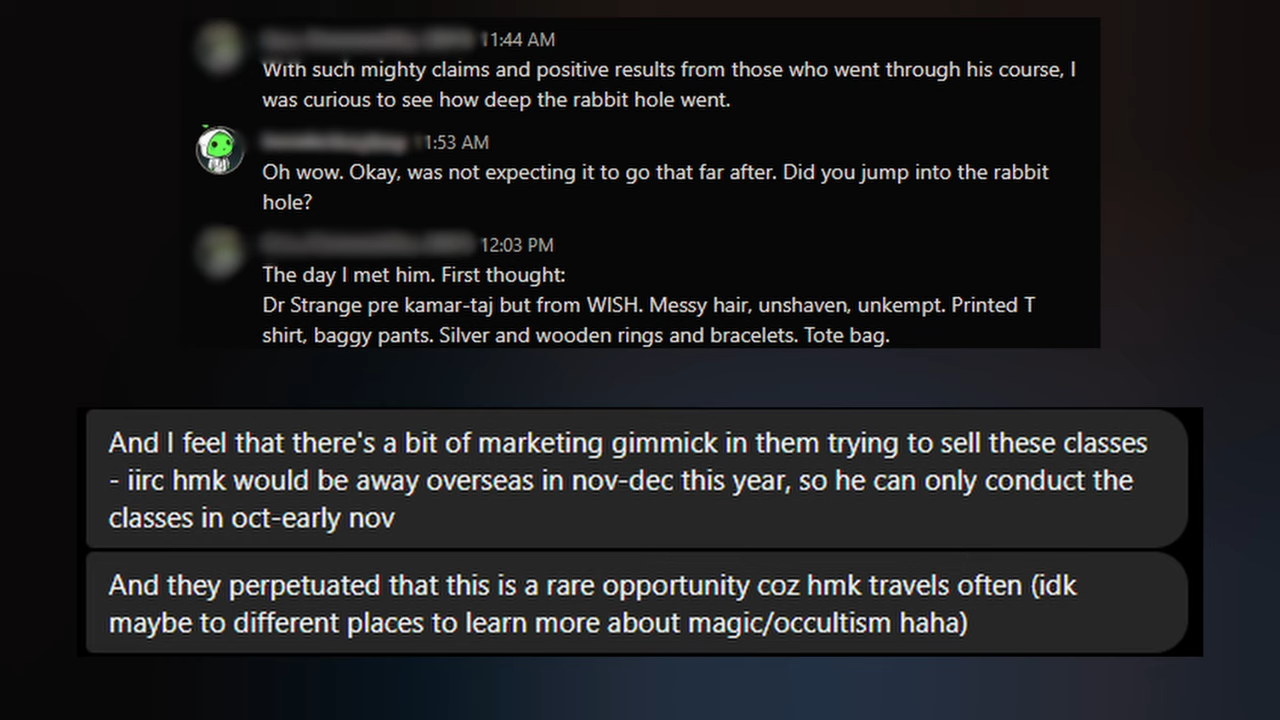 11:44 AM
With such mighty claims and positive results from those who went through his course, I
was curious to see how deep the rabbit hole went.
11:53 AM
Oh wow. Okay, was not expecting it to go that far after. Did you jump into the rabbit
hole?
12:03 PM
The day I met him. First thought:
Dr Strange pre kamar-taj but from WISH. Messy hair, unshaven, unkempt. Printed T
shirt, baggy pants. Silver and wooden rings and bracelets. Tote bag.
And I feel that there's a bit of marketing gimmick in them trying to sell these classes
- iirc hmk would be away overseas in nov-dec this year, so he can only conduct the
classes in oct-early nov
And they perpetuated that this is a rare opportunity coz hmk travels often (idk
maybe to different places to learn more about magic/occultism haha)